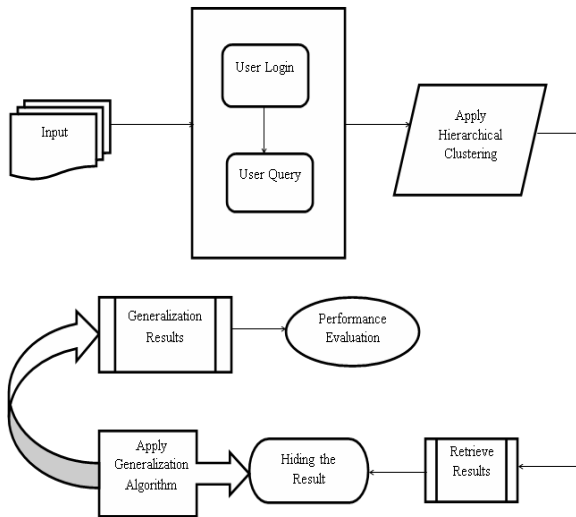 Input
User Login
User Query
Apply
Hierarchical
Clustering
Generalization
Results
Performance
Evaluation
Apply
Generalization
Algorithm
Hiding the
Result
Retrieve
Results